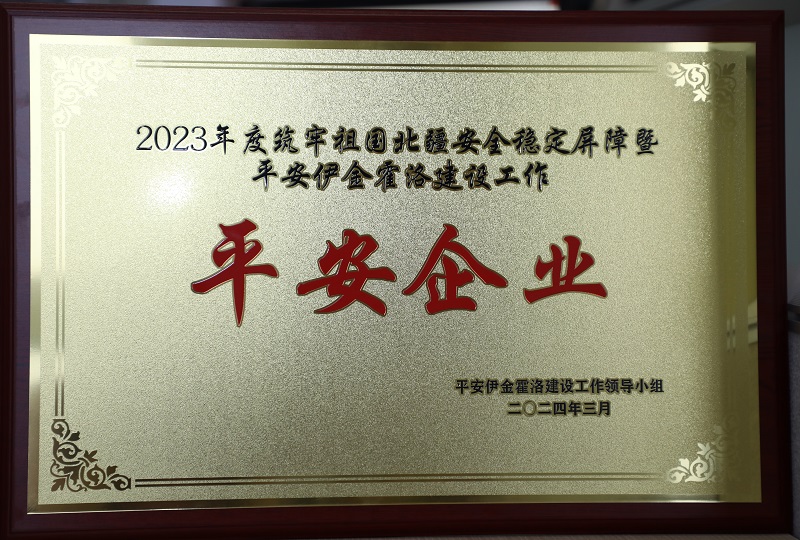 2023年度筑牢祖国北疆安全稳定屏障暨
平安伊金霍洛建设工作
平安企业
平安伊金霍洛建设工作领导小组
二〇二四年三月